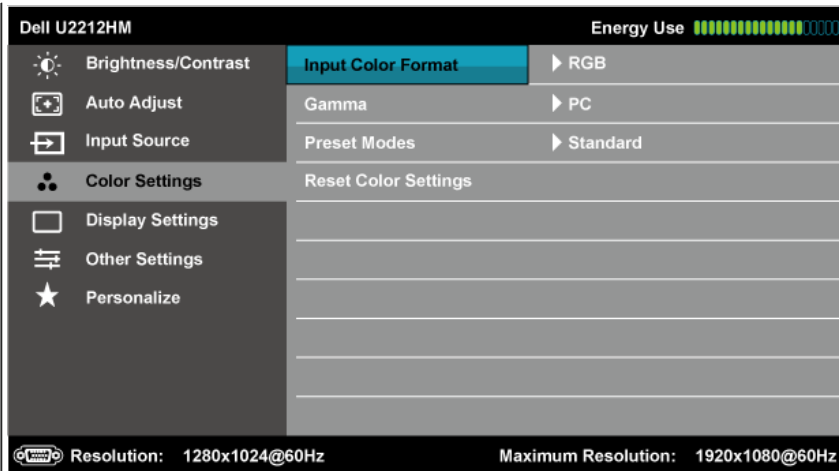 Dell U2212HM Energy Use
Brightness/Contrast Input Color Format RGB
Auto Adjust Gamma PC
Input Source Preset Modes Standard
Color Settings Reset Color Settings
Display Settings
Other Settings
Personalize
Resolution: 1280x1024@60Hz Maximum Resolution: 1920x1080@60Hz